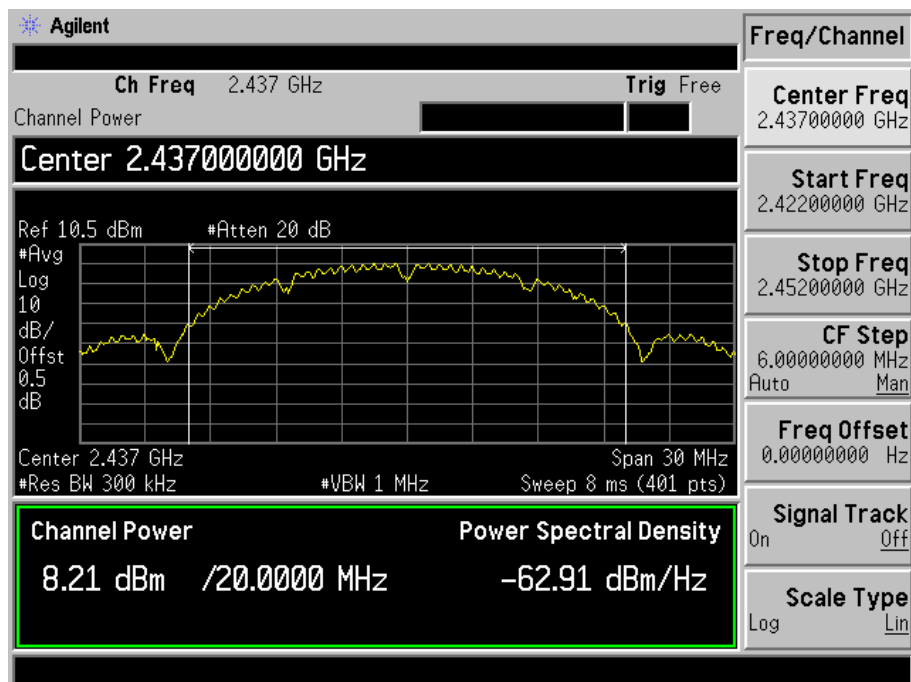 Agilent
Freq/Channel
Ch Freq 2.437 GHz Trig Free
Channel Power
Center 2.437000000 GHz
Ref 10.5 dBm #Atten 20 dB
#Avg
Log
10
dB/
Offst
0.5
dB
Center 2.437 GHz Span 30 MHz
#Res BW 300 kHz #VBW 1 MHz Sweep 8 ms (401 pts)
Channel Power Power Spectral Density
8.21 dBm /20.0000 MHz -62.91 dBm/Hz
Center Freq
2.43700000 GHz
Start Freq
2.42200000 GHz
Stop Freq
2.45200000 GHz
CF Step
6.00000000 MHz
Auto Man
Freq Offset
0.00000000 Hz
Signal Track
On Off
Scale Type
Log Lin